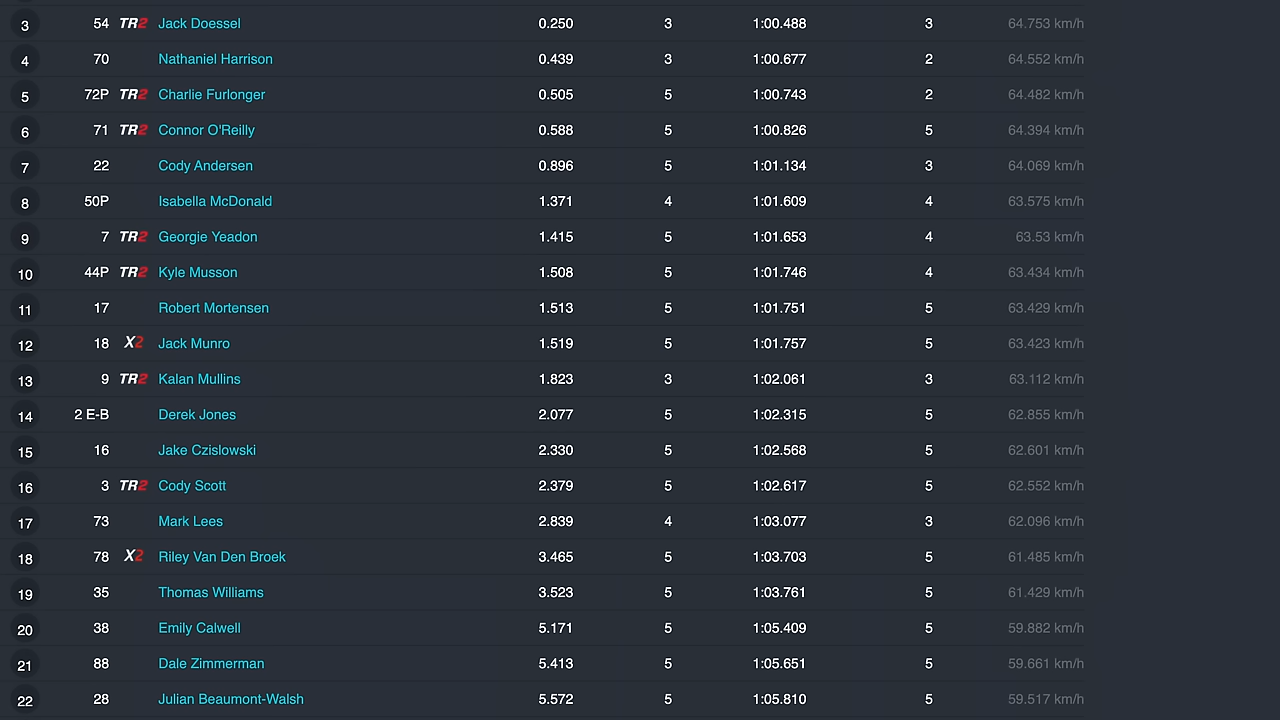 3 54 TR2 Jack Doessel 0.250 3 1:00.488 3 64.753 km/h
4 70 Nathaniel Harrison 0.439 3 1:00.677 2 64.552 km/h
5 72P TR2 Charlie Furlonger 0.505 5 1:00.743 2 64.482 km/h
6 71 TR2 Connor O'Reilly 0.588 5 1:00.826 5 64.394 km/h
7 22 Cody Andersen 0.896 5 1:01.134 3 64.069 km/h
8 50P Isabella McDonald 1.371 4 1:01.609 4 63.575 km/h
9 7 TR2 Georgie Yeadon 1.415 5 1:01.653 4 63.53 km/h
10 44P TR2 Kyle Musson 1.508 5 1:01.746 4 63.434 km/h
11 17 Robert Mortensen 1.513 5 1:01.751 5 63.429 km/h
12 18 X2 Jack Munro 1.519 5 1:01.757 5 63.423 km/h
13 9 TR2 Kalan Mullins 1.823 3 1:02.061 3 63.112 km/h
14 2 E-B Derek Jones 2.077 5 1:02.315 5 62.855 km/h
15 16 Jake Czislowski 2.330 5 1:02.568 5 62.601 km/h
16 3 TR2 Cody Scott 2.379 5 1:02.617 5 62.552 km/h
17 73 Mark Lees 2.839 4 1:03.077 3 62.096 km/h
18 78 X2 Riley Van Den Broek 3.465 5 1:03.703 5 61.485 km/h
19 35 Thomas Williams 3.523 5 1:03.761 5 61.429 km/h
20 38 Emily Calwell 5.171 5 1:05.409 5 59.882 km/h
21 88 Dale Zimmerman 5.413 5 1:05.651 5 59.661 km/h
22 28 Julian Beaumont-Walsh 5.572 5 1:05.810 5 59.517 km/h